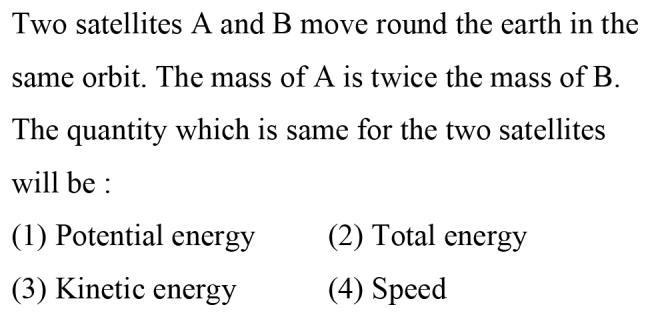 Two satellites A and B move round the earth in the
same orbit. The mass of A is twice the mass of B.
The quantity which is same for the two satellites
will be :
(1) Potential energy (2) Total energy
(3) Kinetic energy (4) Speed